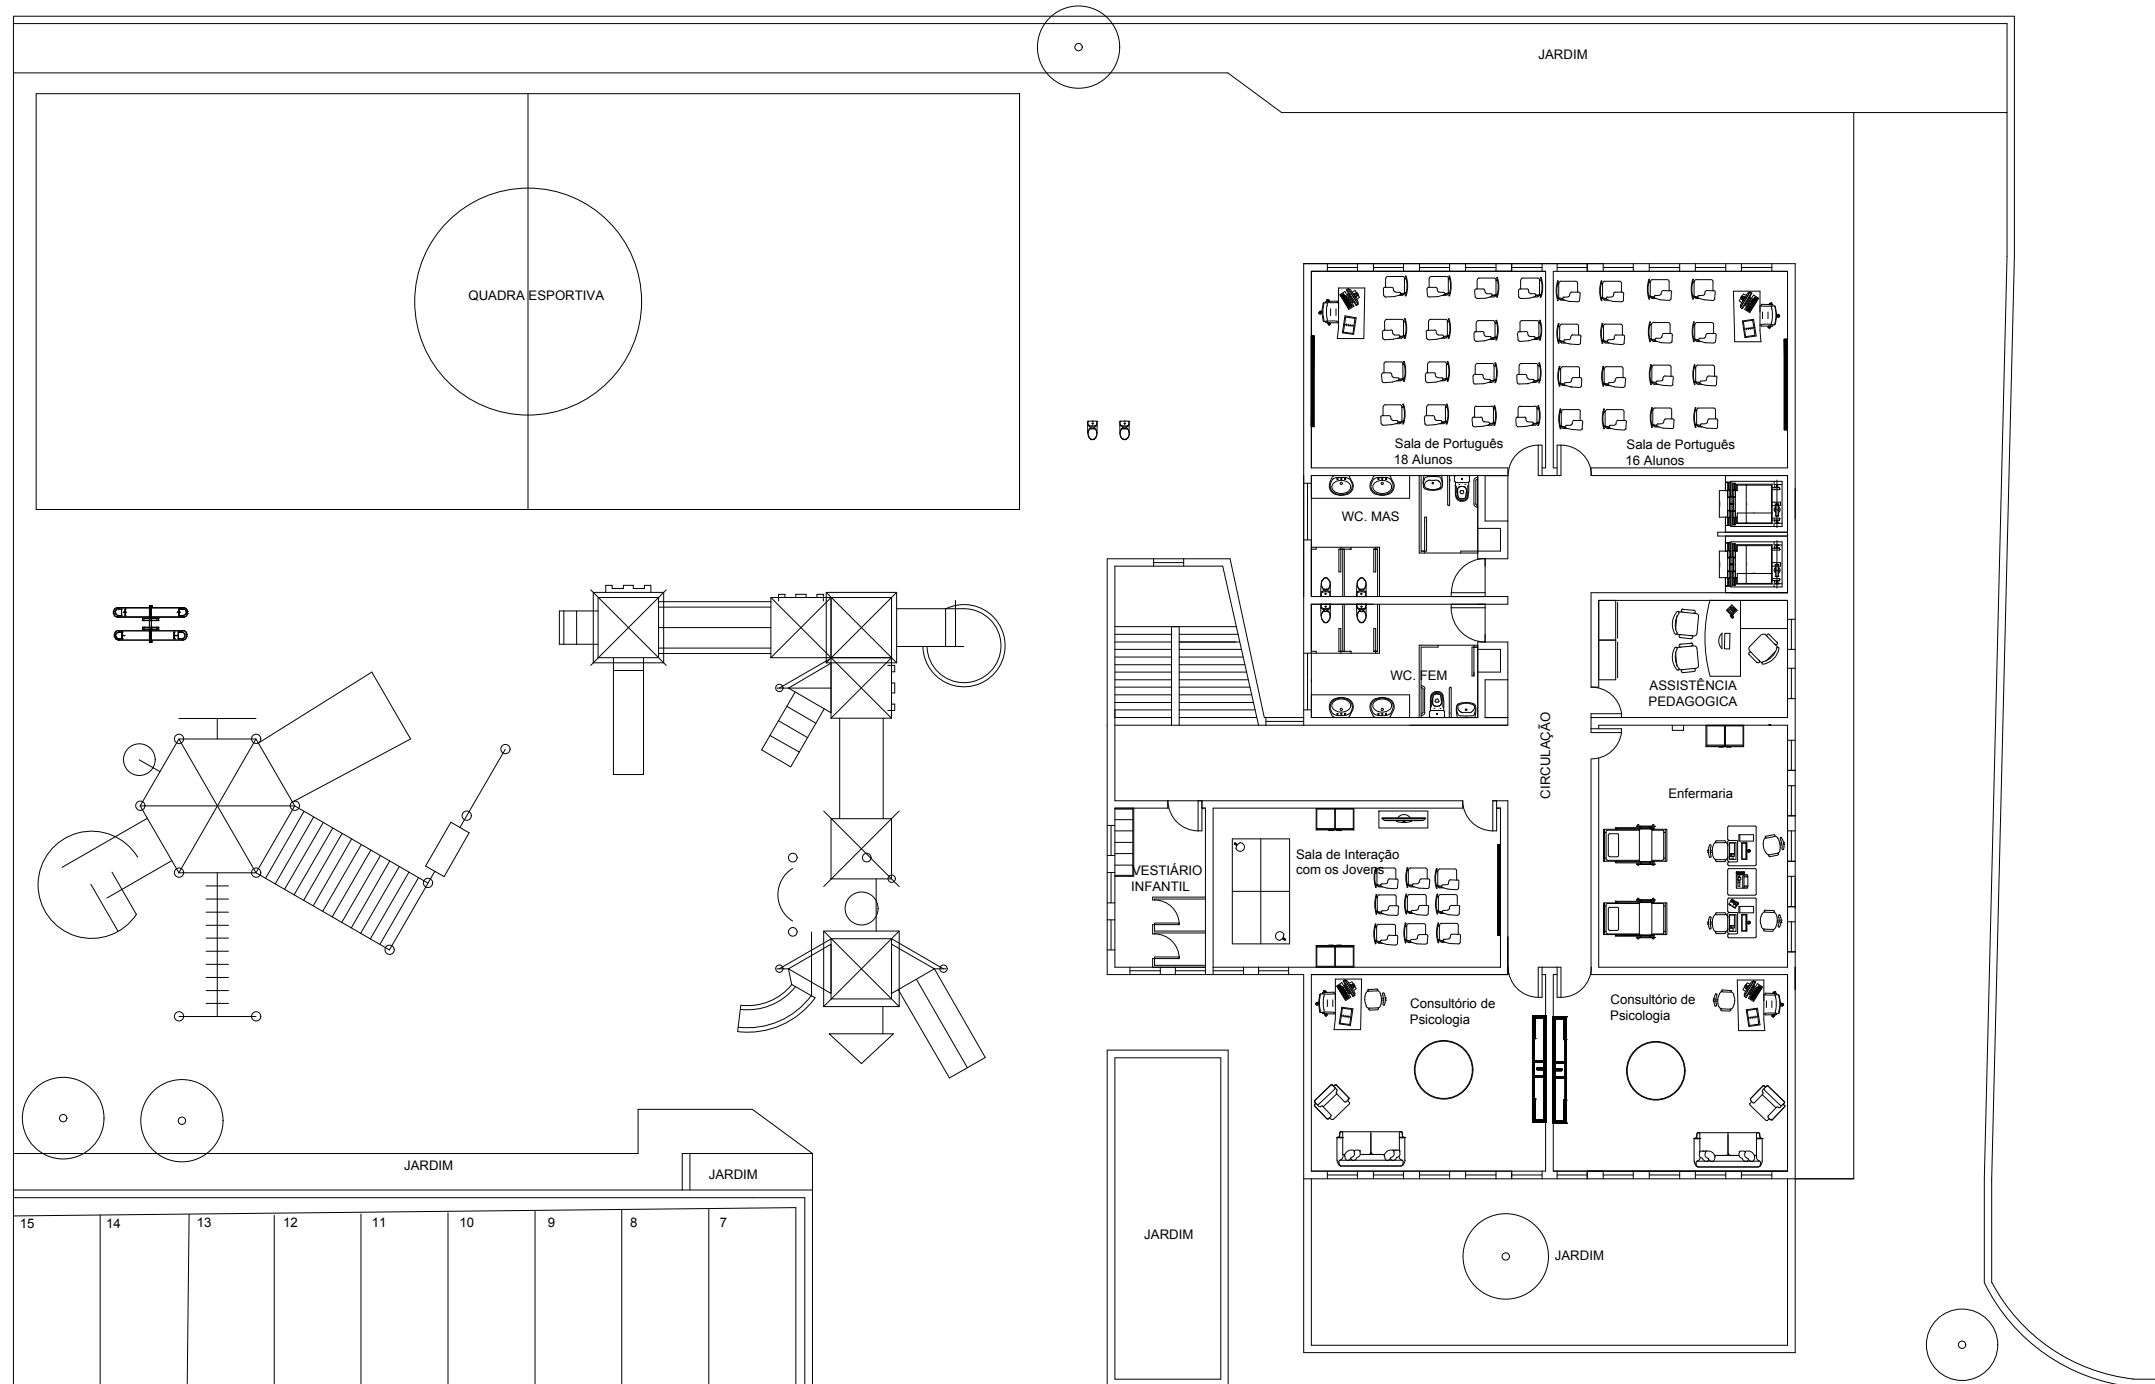 JARDIM
QUADRA ESPORTIVA
Sala de Português
18 Alunos
Sala de Português
16 Alunos
WC. MAS
WC. FEM
ASSISTÊNCIA
PEDAGOGICA
CIRCULAÇÃO
Enfermaria
VESTIÁRIO
INFANTIL
Sala de Interação
com os Jovens
Consultório de
Psicologia
Consultório de
Psicologia
JARDIM
JARDIM
15 14 13 12 11 10 9 8 7
JARDIM
JARDIM